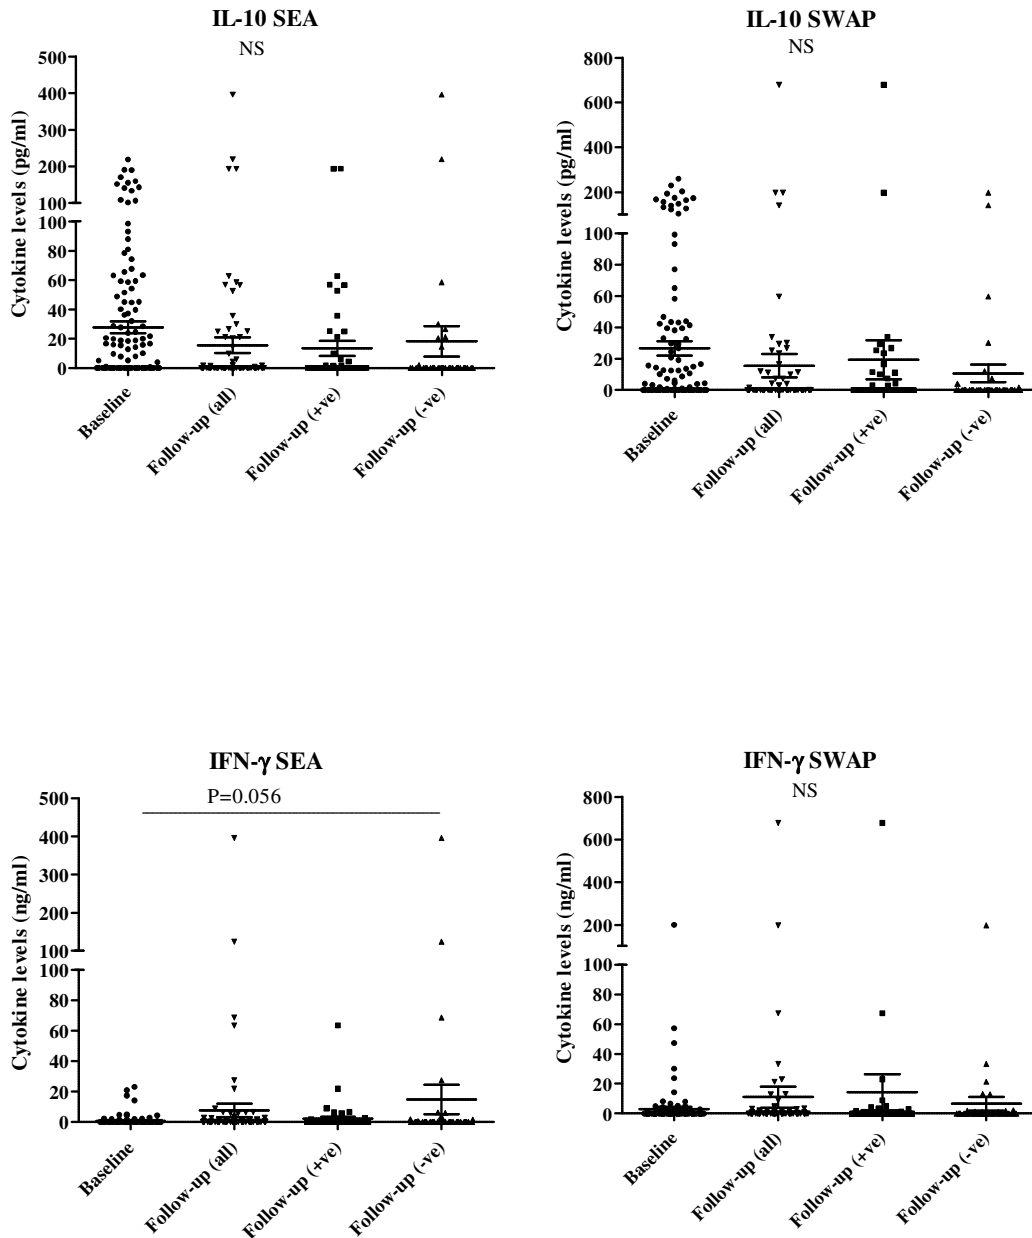 IL-10 SEA
NS
Cytokine levels (pg/ml)
500
400
300
200
100
100
80
60
40
20
0
Baseline
Follow-up (all)
Follow-up (+ve)
Follow-up (-ve)
IL-10 SWAP
NS
Cytokine levels (pg/ml)
800
600
400
200
100
80
60
40
20
0
Baseline
Follow-up (all)
Follow-up (+ve)
Follow-up (-ve)
IFN-γ SEA
P=0.056
Cytokine levels (ng/ml)
500
400
300
200
100
100
80
60
40
20
0
Baseline
Follow-up (all)
Follow-up (+ve)
Follow-up (-ve)
IFN-γ SWAP
NS
Cytokine levels (ng/ml)
800
600
400
200
100
80
60
40
20
0
Baseline
Follow-up (all)
Follow-up (+ve)
Follow-up (-ve)